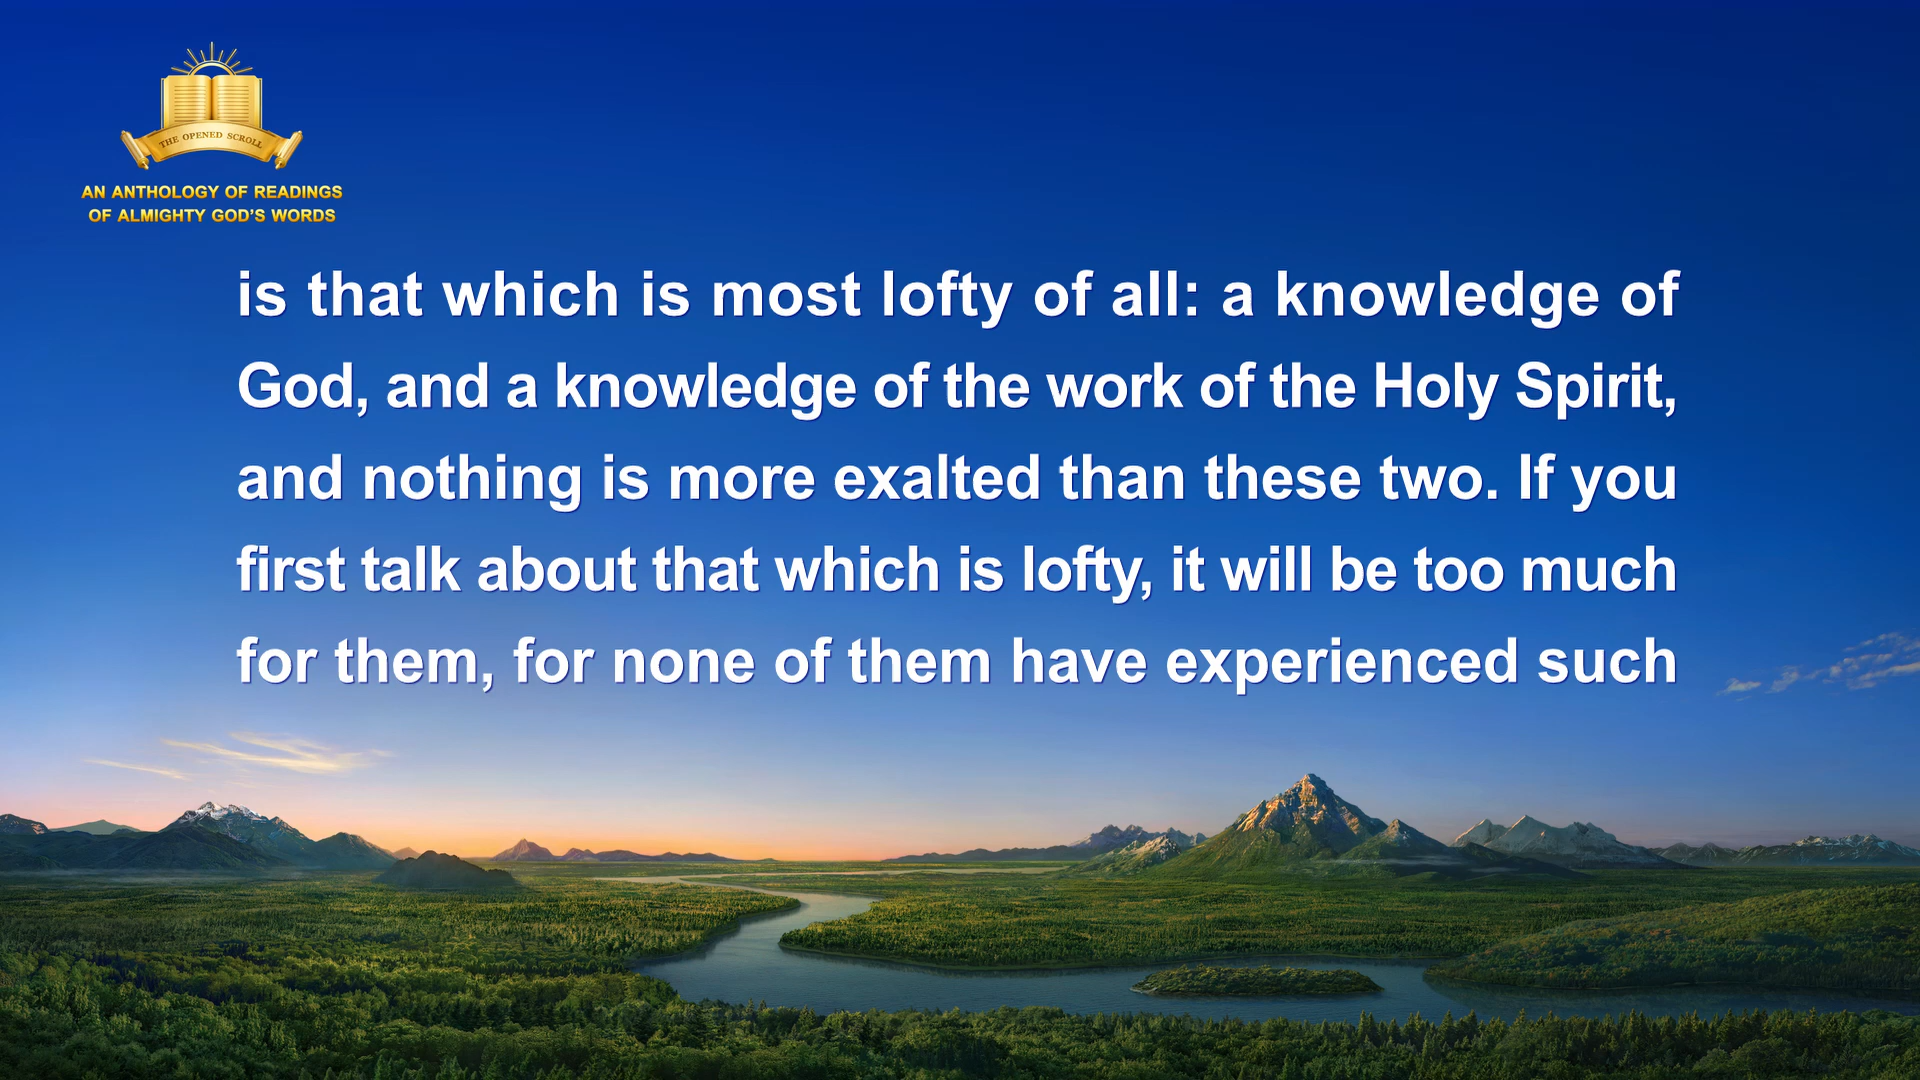 THE OPENED SCROLL
AN ANTHOLOGY OF READINGS
OF ALMIGHTY GOD'S WORDS
is that which is most lofty of all: a knowledge of
God, and a knowledge of the work of the Holy Spirit,
and nothing is more exalted than these two. If you
first talk about that which is lofty, it will be too much
for them, for none of them have experienced such